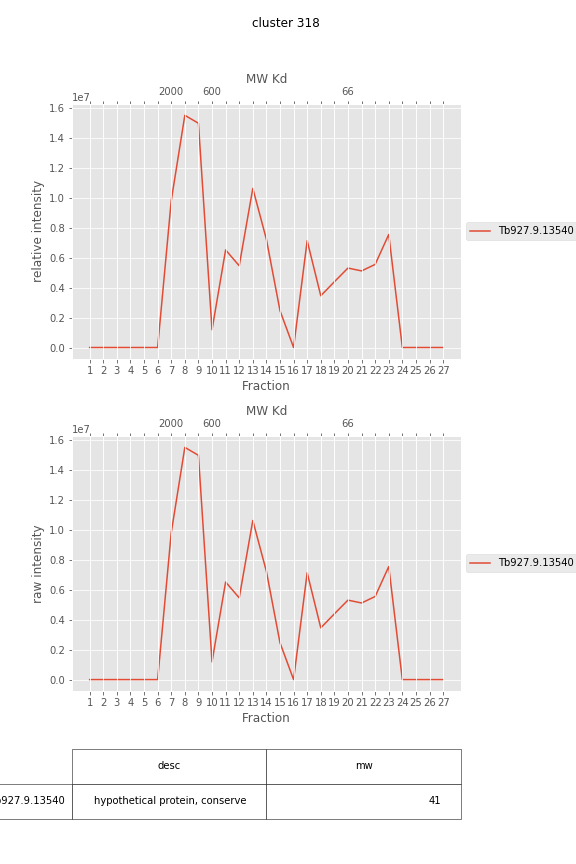 cluster 318
MW Kd
1e7 2000 600 66
1.6
1.4
1.2
1.0
0.8
0.6
0.4
0.2
0.0
relative intensity
Tb927.9.13540
1 2 3 4 5 6 7 8 9 10 11 12 13 14 15 16 17 18 19 20 21 22 23 24 25 26 27
Fraction
MW Kd
1e7 2000 600 66
1.6
1.4
1.2
1.0
0.8
0.6
0.4
0.2
0.0
raw intensity
Tb927.9.13540
1 2 3 4 5 6 7 8 9 10 11 12 13 14 15 16 17 18 19 20 21 22 23 24 25 26 27
Fraction
desc mw
927.9.13540 hypothetical protein, conserve 41